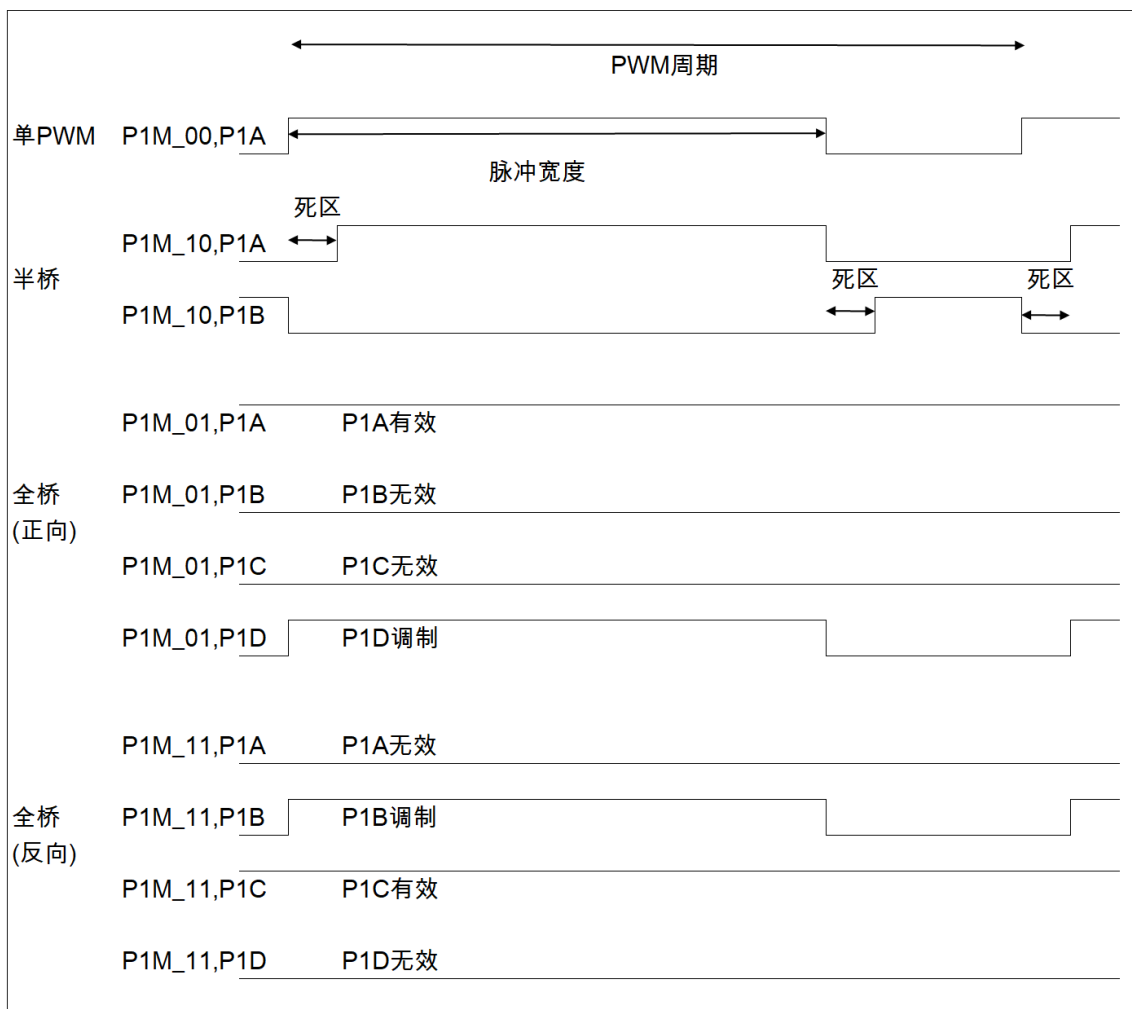 PWM周期
单PWM P1M_00,P1A
脉冲宽度
死区
P1M_10,P1A
半桥
死区 死区
P1M_10,P1B
P1M_01,P1A P1A有效
全桥 P1M_01,P1B P1B无效
(正向)
P1M_01,P1C P1C无效
P1M_01,P1D P1D调制
P1M_11,P1A P1A无效
全桥 P1M_11,P1B P1B调制
(反向)
P1M_11,P1C P1C有效
P1M_11,P1D P1D无效